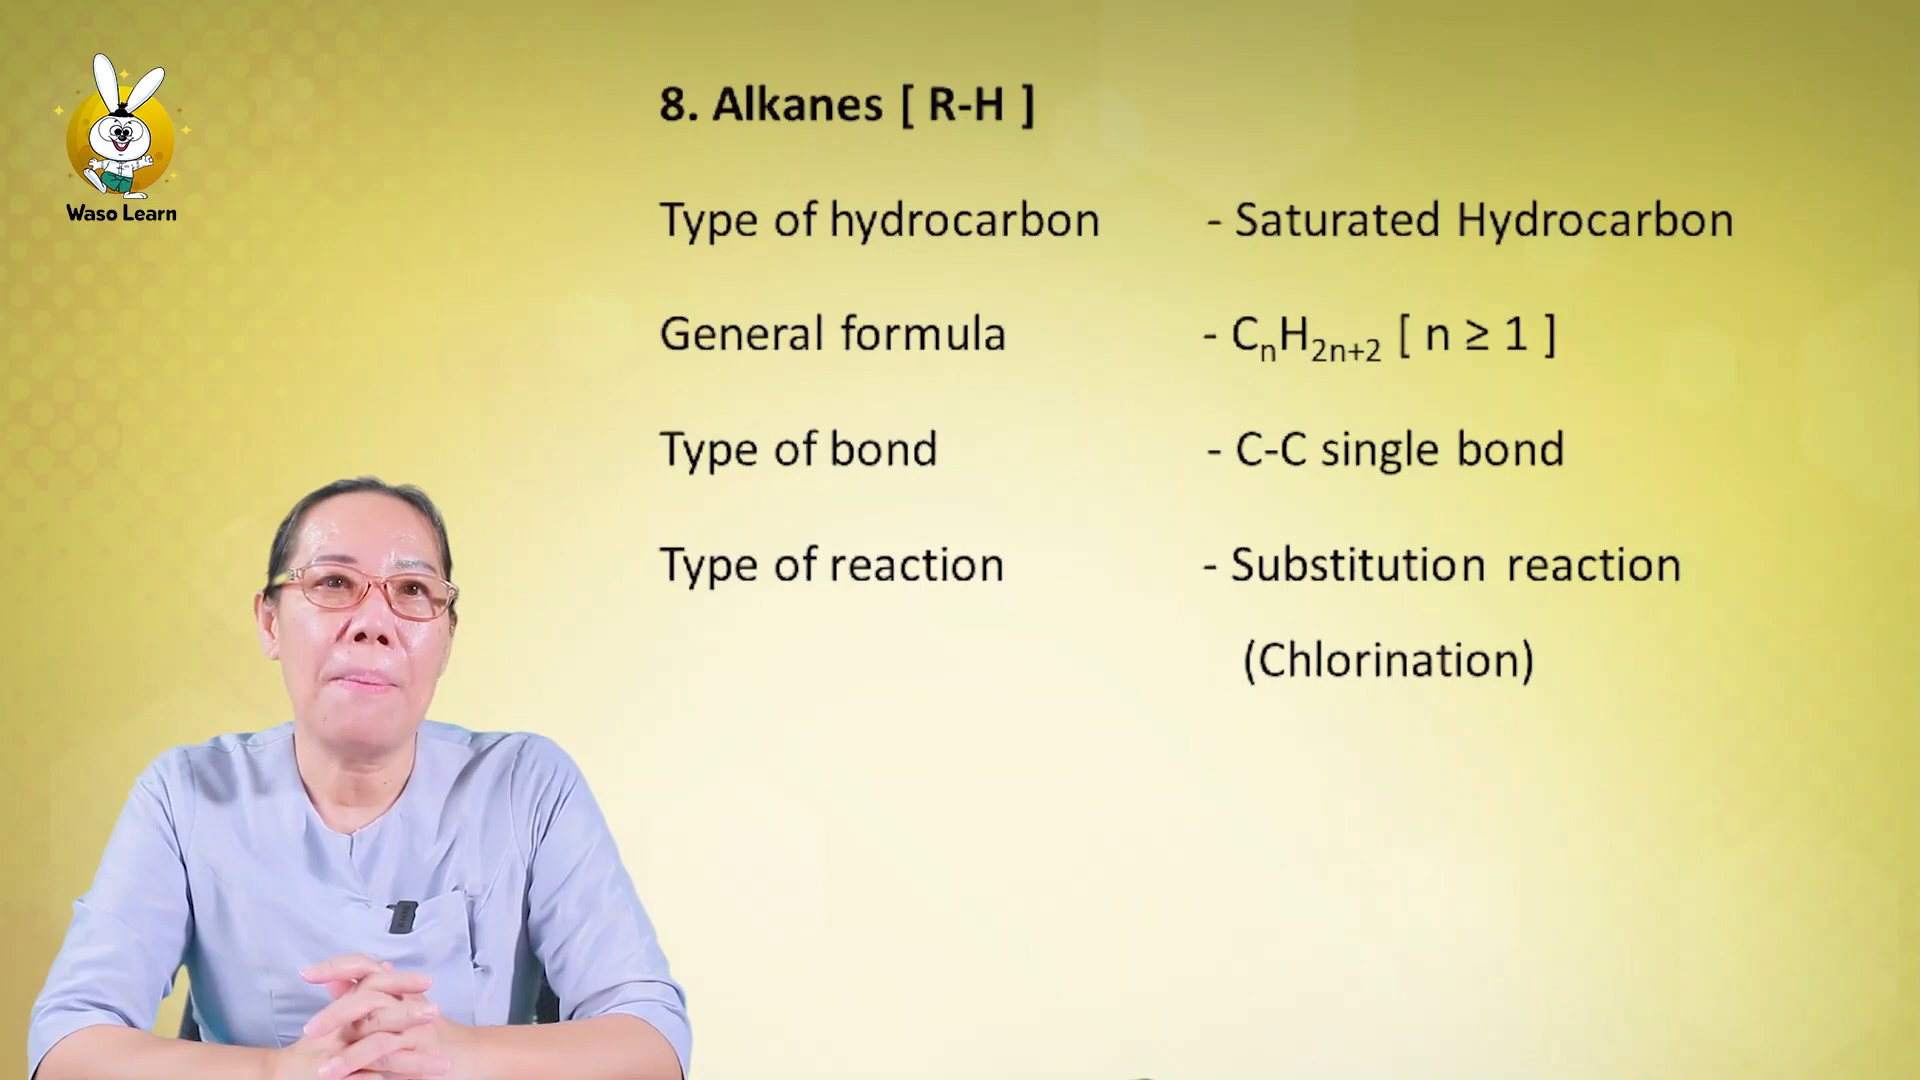 Waso Learn
8. Alkanes [ R-H ]
Type of hydrocarbon - Saturated Hydrocarbon
General formula - CₙH₂ₙ₊₂ [ n ≥ 1 ]
Type of bond - C-C single bond
Type of reaction - Substitution reaction
(Chlorination)